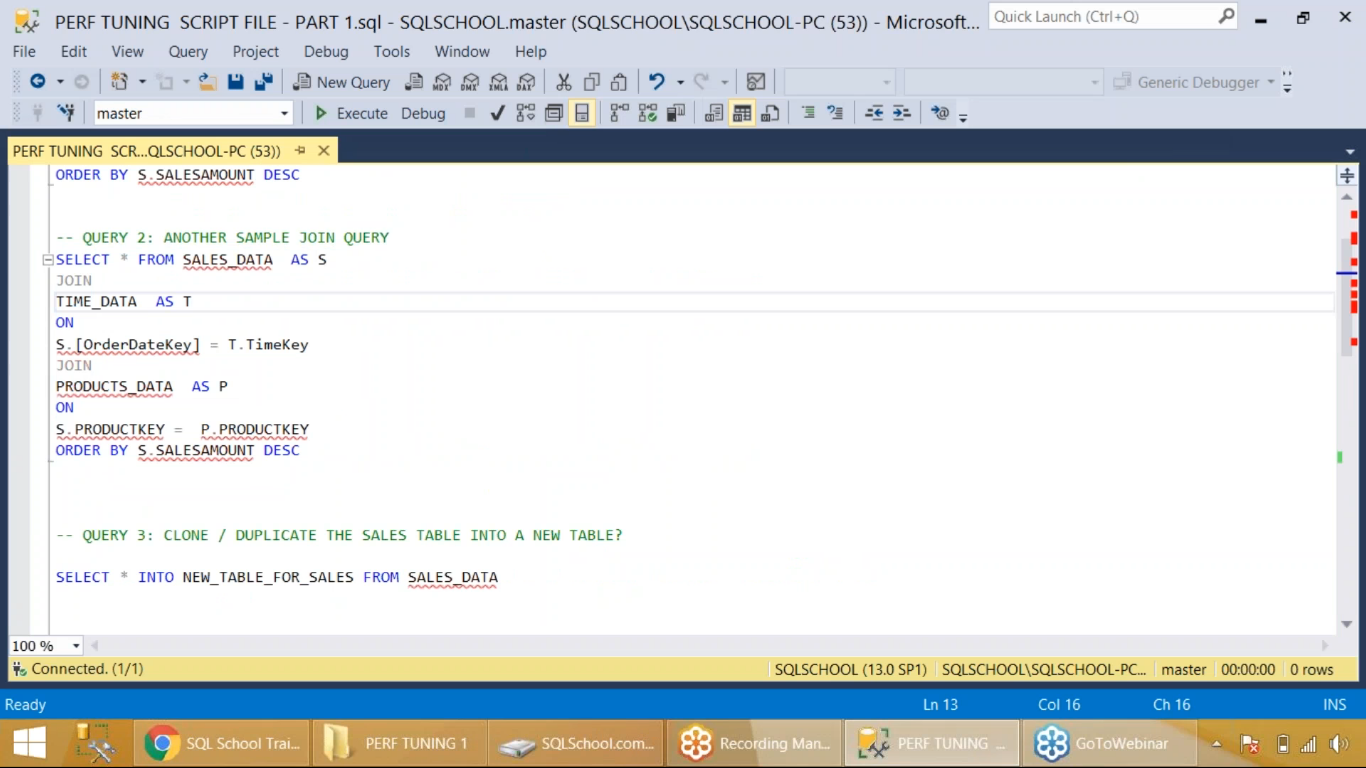 PERF TUNING SCRIPT FILE - PART 1.sql - SQLSCHOOL.master (SQLSCHOOL\SQLSCHOOL-PC (53)) - Microsoft...
Quick Launch (Ctrl+Q)
File Edit View Query Project Debug Tools Window Help
New Query
MDX
DMX
XMLA
DAX
Generic Debugger
master
Execute Debug
PERF TUNING SCR...QLSCHOOL-PC (53))
ORDER BY S.SALESAMOUNT DESC
-- QUERY 2: ANOTHER SAMPLE JOIN QUERY
SELECT * FROM SALES_DATA AS S
JOIN
TIME_DATA AS T
ON
S.[OrderDateKey] = T.TimeKey
JOIN
PRODUCTS_DATA AS P
ON
S.PRODUCTKEY = P.PRODUCTKEY
ORDER BY S.SALESAMOUNT DESC
-- QUERY 3: CLONE / DUPLICATE THE SALES TABLE INTO A NEW TABLE?
SELECT * INTO NEW_TABLE_FOR_SALES FROM SALES_DATA
100 %
Connected. (1/1)
SQLSCHOOL (13.0 SP1) SQLSCHOOL\SQLSCHOOL-PC... master 00:00:00 0 rows
Ready
Ln 13 Col 16 Ch 16 INS
SQL School Trai...
PERF TUNING 1
SQLSchool.com...
Recording Man...
PERF TUNING ...
GoToWebinar